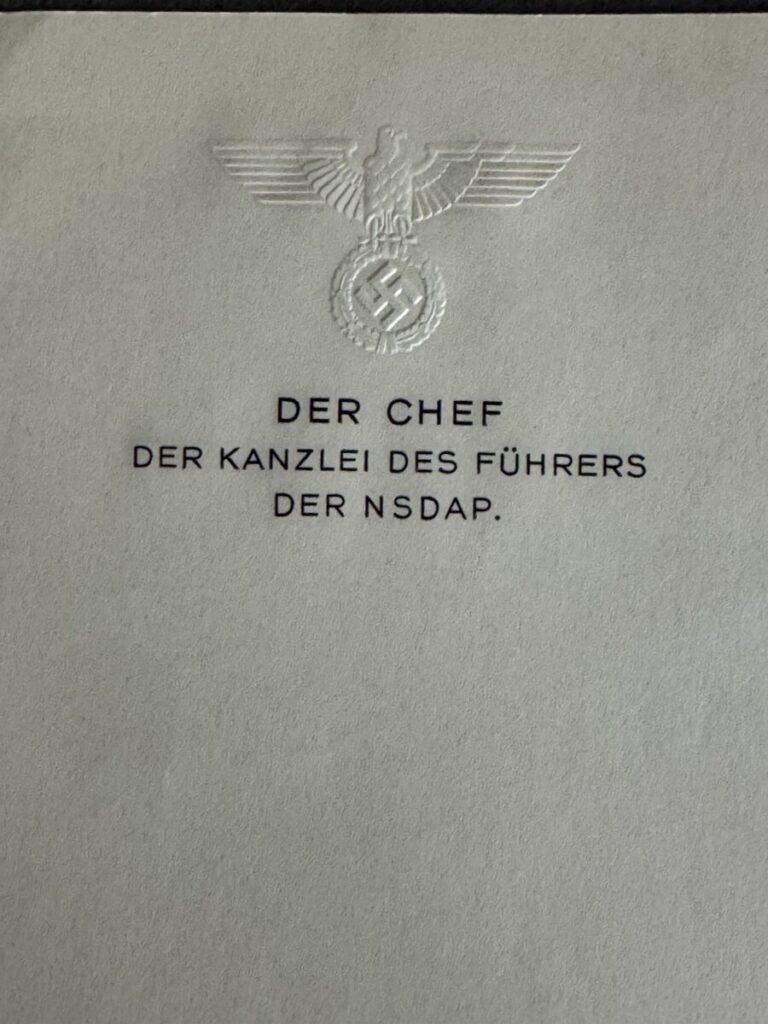 DER CHEF
DER KANZLEI DES FÜHRERS
DER NSDAP.